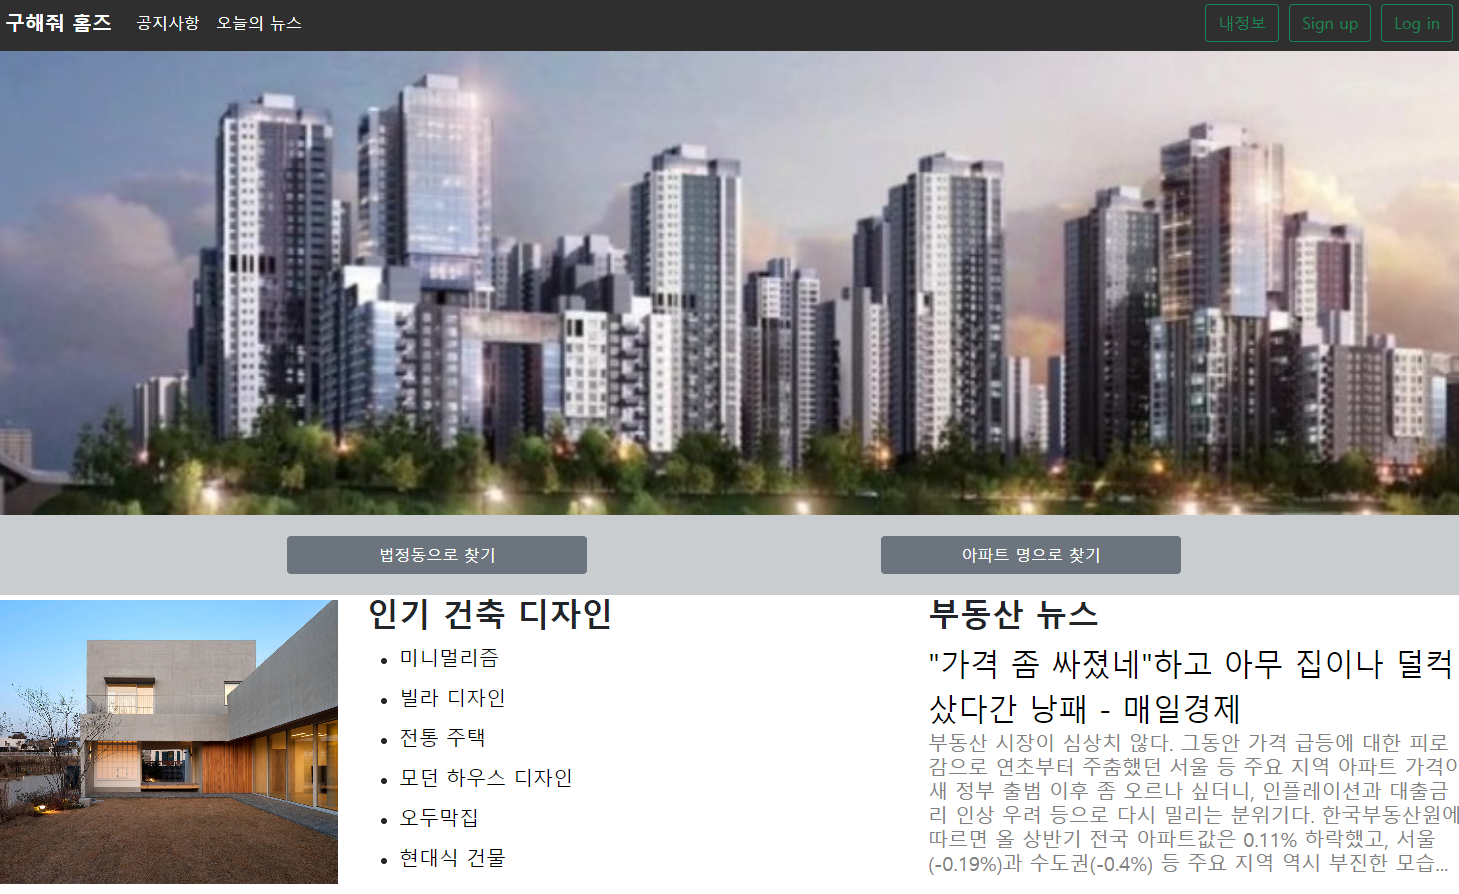 구해줘 홈즈 공지사항 오늘의 뉴스 내정보 Sign up Log in
법정동으로 찾기 아파트 명으로 찾기
인기 건축 디자인
미니멀리즘
빌라 디자인
전통 주택
모던 하우스 디자인
오두막집
현대식 건물
부동산 뉴스
"가격 좀 싸졌네"하고 아무 집이나 덜컥
샀다간 낭패 - 매일경제
부동산 시장이 심상치 않다. 그동안 가격 급등에 대한 피로
감으로 연초부터 주춤했던 서울 등 주요 지역 아파트 가격이
새 정부 출범 이후 좀 오르나 싶더니, 인플레이션과 대출금
리 인상 우려 등으로 다시 밀리는 분위기다. 한국부동산원에
따르면 올 상반기 전국 아파트값은 0.11% 하락했고, 서울
(-0.19%)과 수도권(-0.4%) 등 주요 지역 역시 부진한 모습...